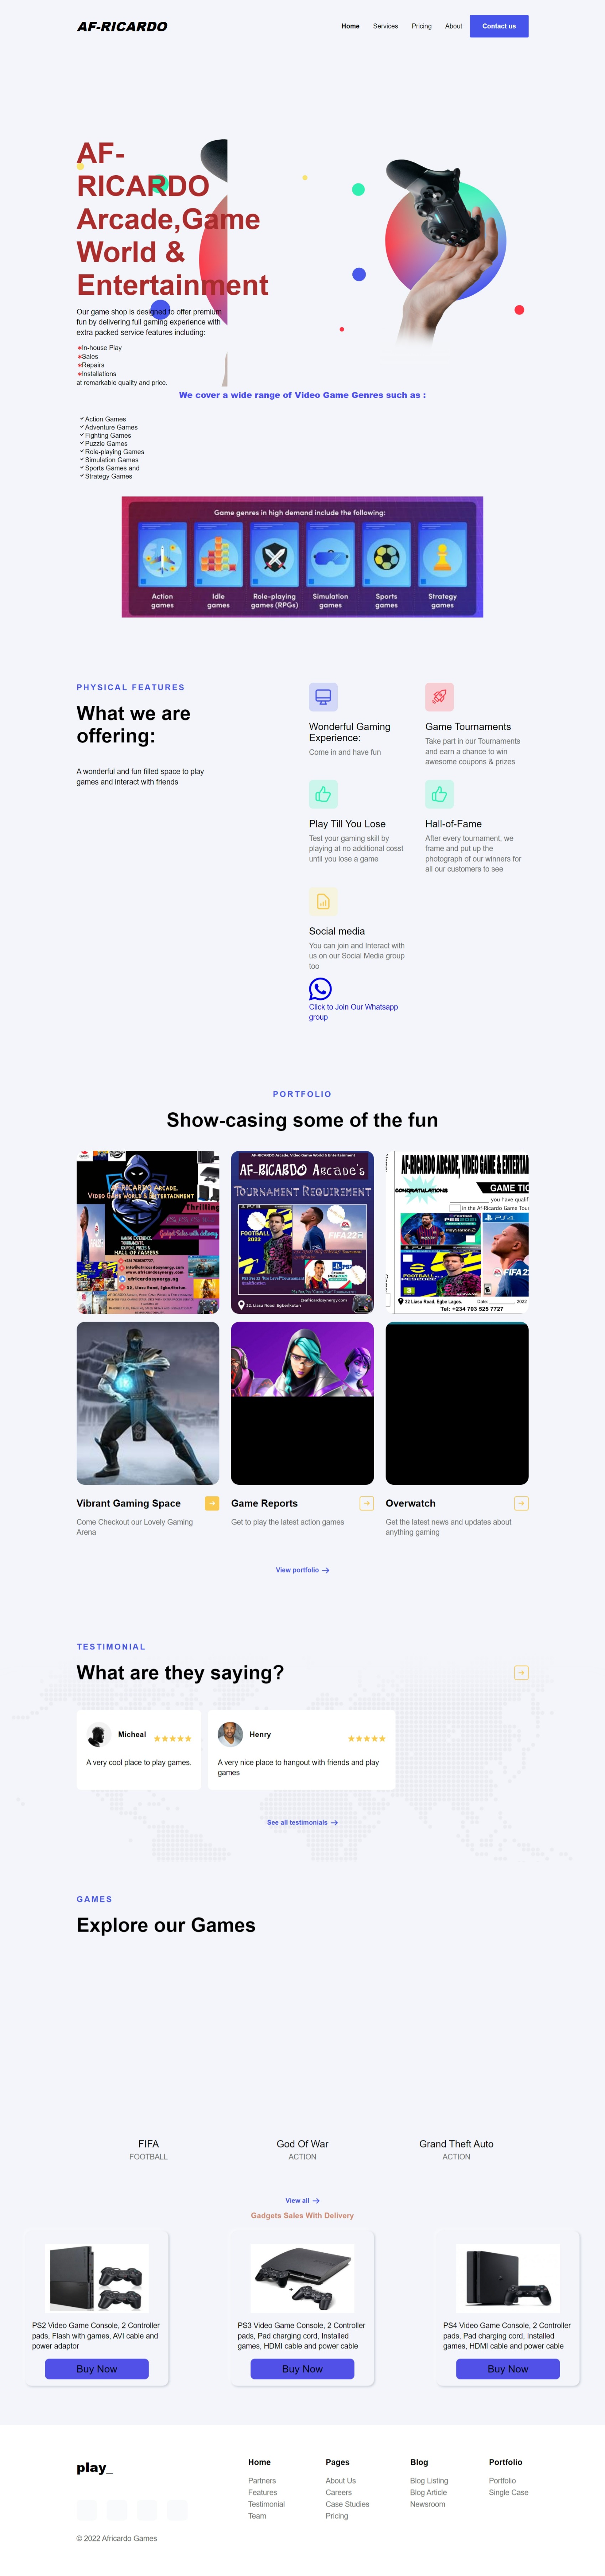 AF-RICARDO
Home Services Pricing About Contact us
AF-
RICARDO
Arcade,Game
World &
Entertainment
Our game shop is designed to offer premium
fun by delivering full gaming experience with
extra packed service features including:
In-house Play
Sales
Repairs
Installations
at remarkable quality and price.
We cover a wide range of Video Game Genres such as :
Action Games
Adventure Games
Fighting Games
Puzzle Games
Role-playing Games
Simulation Games
Sports Games and
Strategy Games
Game genres in high demand include the following:
Action games
Idle games
Role-playing games (RPGs)
Simulation games
Sports games
Strategy games
PHYSICAL FEATURES
What we are
offering:
A wonderful and fun filled space to play
games and interact with friends
Wonderful Gaming
Experience:
Come in and have fun
Game Tournaments
Take part in our Tournaments
and earn a chance to win
awesome coupons & prizes
Play Till You Lose
Test your gaming skill by
playing at no additional cosst
until you lose a game
Hall-of-Fame
After every tournament, we
frame and put up the
photograph of our winners for
all our customers to see
Social media
You can join and Interact with
us on our Social Media group
too
Click to Join Our Whatsapp
group
PORTFOLIO
Show-casing some of the fun
AF-RICARDO ARCADE,
VIDEO GAME WORLD & ENTERTAINMENT
Thrilling
HALL OF FAMERS
32, Liasu Road, Egbe/Ikotun
AF-RICARDO Arcade, Video Game World & Entertainment
AF-RICARDO ARCADE'S
TOURNAMENT REQUIREMENT
PS3
FOOTBALL
2022
FIFA 22
32, Liasu Road, Egbe/Ikotun
AF-RICARDO ARCADE, VIDEO GAME & ENTERTAI
CONGRATULATIONS
GAME TIC
you have qualif
in the Af-Ricardo Game Tour
PlayStation 2
PS4
PS3
FOOTBALL
FIFA22
32 Liasu Road, Egbe Lagos. Date: , 2022
Tel: +234 703 525 7727
Vibrant Gaming Space
Come Checkout our Lovely Gaming
Arena
Game Reports
Get to play the latest action games
Overwatch
Get the latest news and updates about
anything gaming
View portfolio
TESTIMONIAL
What are they saying?
Micheal
A very cool place to play games.
Henry
A very nice place to hangout with friends and play
games
See all testimonials
GAMES
Explore our Games
FIFA
FOOTBALL
God Of War
ACTION
Grand Theft Auto
ACTION
View all
Gadgets Sales With Delivery
PS2 Video Game Console, 2 Controller
pads, Flash with games, AVI cable and
power adaptor
Buy Now
PS3 Video Game Console, 2 Controller
pads, Pad charging cord, Installed
games, HDMI cable and power cable
Buy Now
PS4 Video Game Console, 2 Controller
pads, Pad charging cord, Installed
games, HDMI cable and power cable
Buy Now
play_
© 2022 Africardo Games
Home
Partners
Features
Testimonial
Team
Pages
About Us
Careers
Case Studies
Pricing
Blog
Blog Listing
Blog Article
Newsroom
Portfolio
Portfolio
Single Case